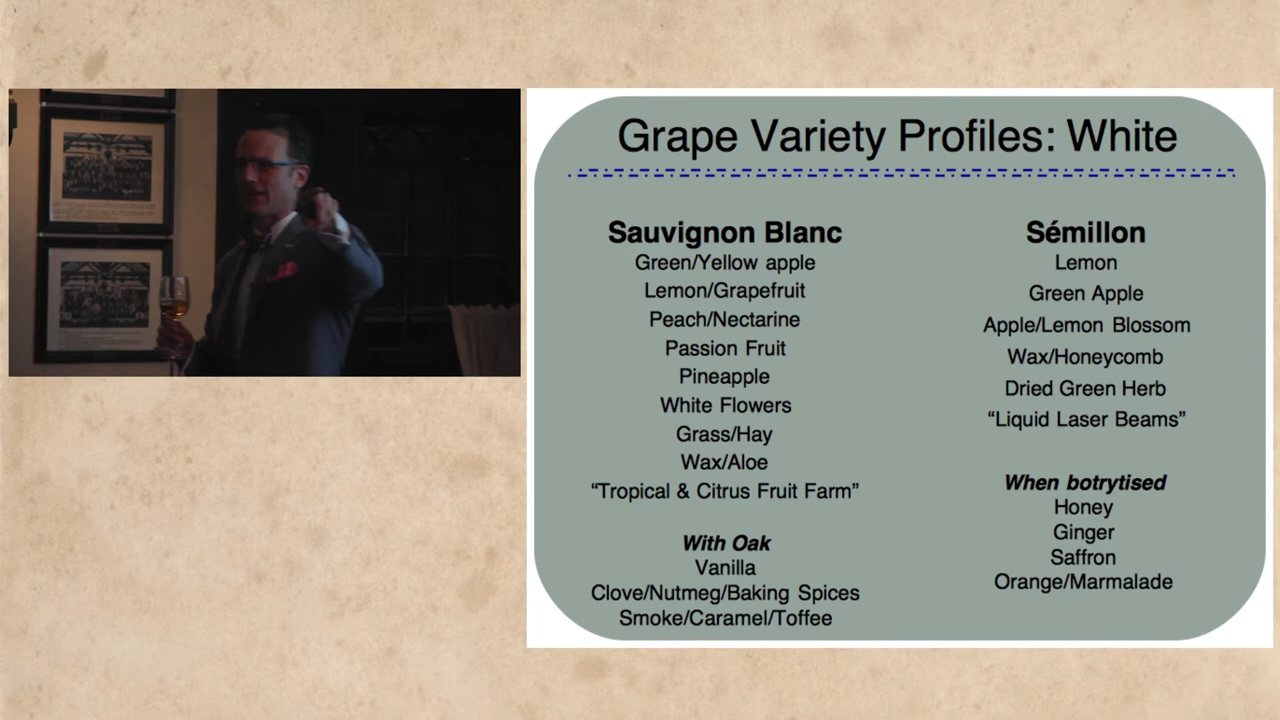 Grape Variety Profiles: White
Sauvignon Blanc
Green/Yellow apple
Lemon/Grapefruit
Peach/Nectarine
Passion Fruit
Pineapple
White Flowers
Grass/Hay
Wax/Aloe
“Tropical & Citrus Fruit Farm”
With Oak
Vanilla
Clove/Nutmeg/Baking Spices
Smoke/Caramel/Toffee
Sémillon
Lemon
Green Apple
Apple/Lemon Blossom
Wax/Honeycomb
Dried Green Herb
“Liquid Laser Beams”
When botrytised
Honey
Ginger
Saffron
Orange/Marmalade